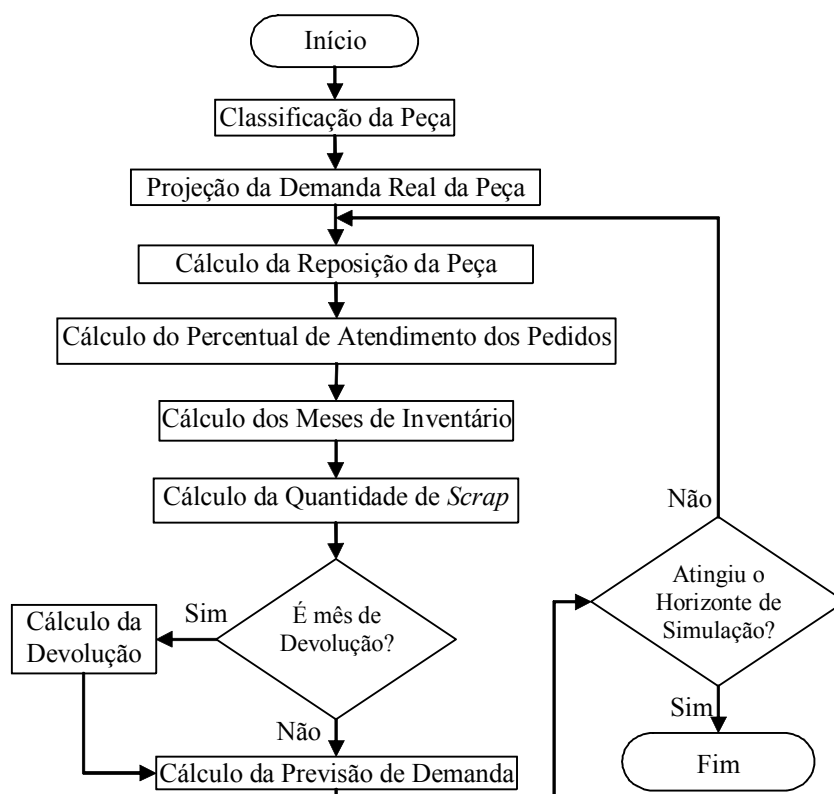 Início
Classificação da Peça
Projeção da Demanda Real da Peça
Cálculo da Reposição da Peça
Cálculo do Percentual de Atendimento dos Pedidos
Cálculo dos Meses de Inventário
Cálculo da Quantidade de Scrap
É mês de
Devolução?
Sim
Cálculo da
Devolução
Não
Cálculo da Previsão de Demanda
Não
Atingiu o
Horizonte de
Simulação?
Sim
Fim